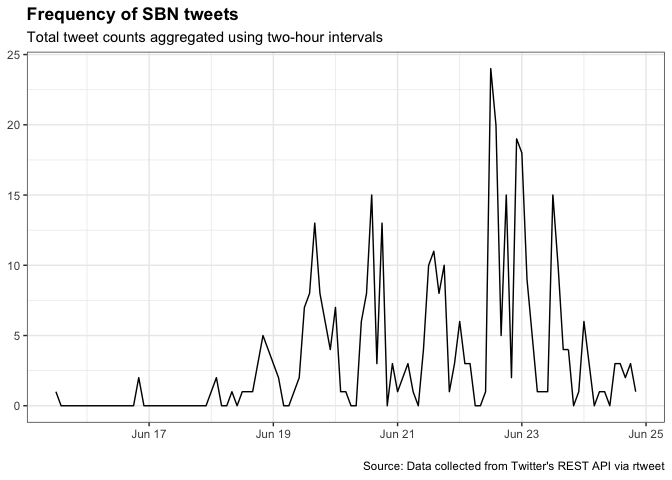 Frequency of SBN tweets
Total tweet counts aggregated using two-hour intervals
25
20
15
10
5
0
Jun 17 Jun 19 Jun 21 Jun 23 Jun 25
Source: Data collected from Twitter's REST API via rtweet